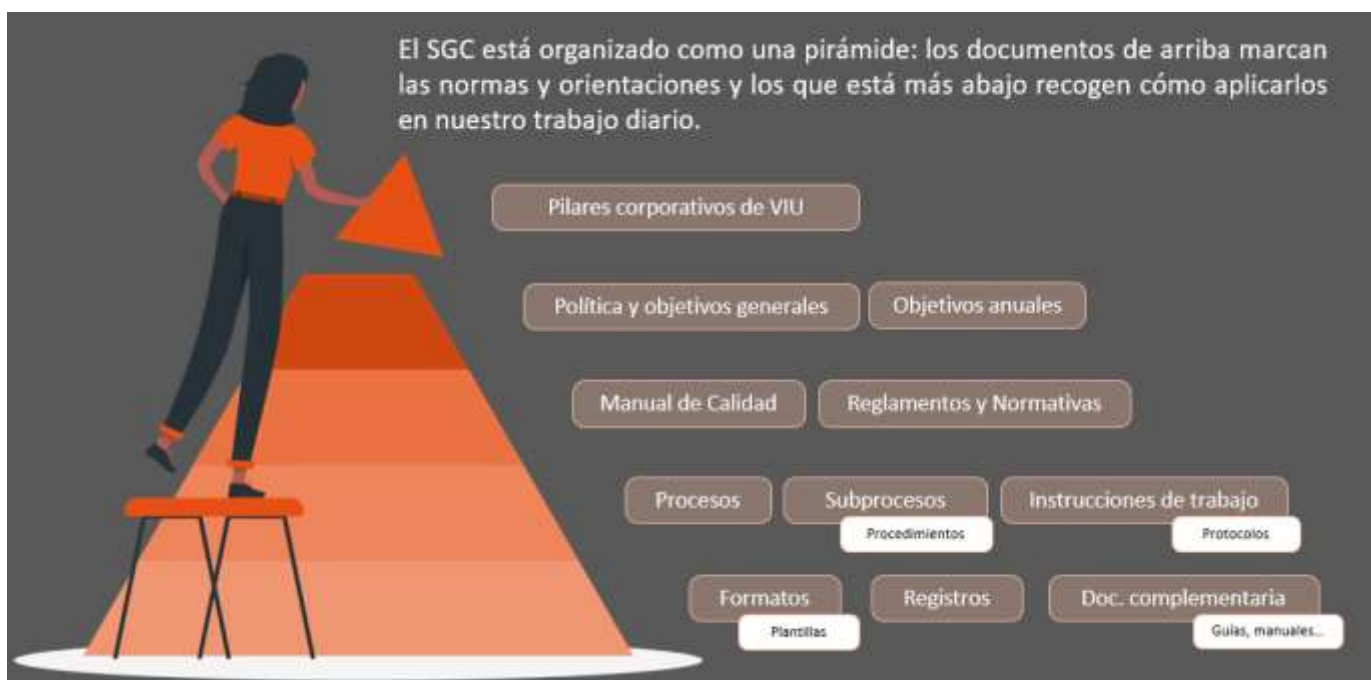 El SGC está organizado como una pirámide: los documentos de arriba marcan
las normas y orientaciones y los que está más abajo recogen cómo aplicarlos
en nuestro trabajo diario.
Pilares corporativos de VIU
Política y objetivos generales
Objetivos anuales
Manual de Calidad
Reglamentos y Normativas
Procesos
Subprocesos
Procedimientos
Instrucciones de trabajo
Protocolos
Formatos
Plantillas
Registros
Doc. complementaria
Guías, manuales...